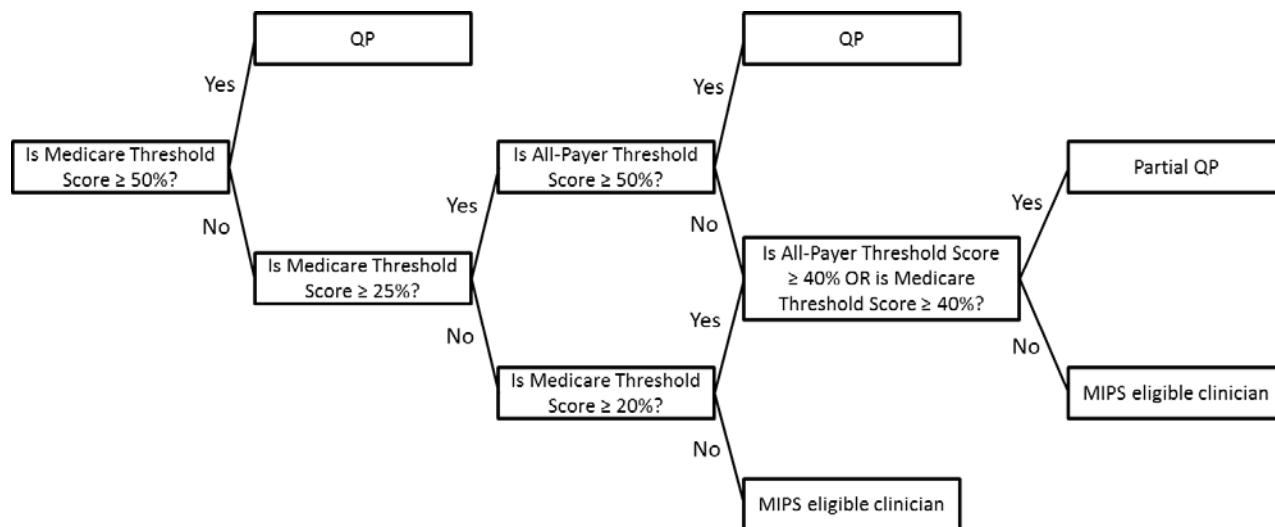 QP
QP
Yes
Yes
Is Medicare Threshold
Score ≥ 50%?
Is All-Payer Threshold
Score ≥ 50%?
Partial QP
No
Yes
No
Yes
Is Medicare Threshold
Score ≥ 25%?
Is All-Payer Threshold Score
≥ 40% OR is Medicare
Threshold Score ≥ 40%?
No
Yes
No
Is Medicare Threshold
Score ≥ 20%?
MIPS eligible clinician
No
MIPS eligible clinician